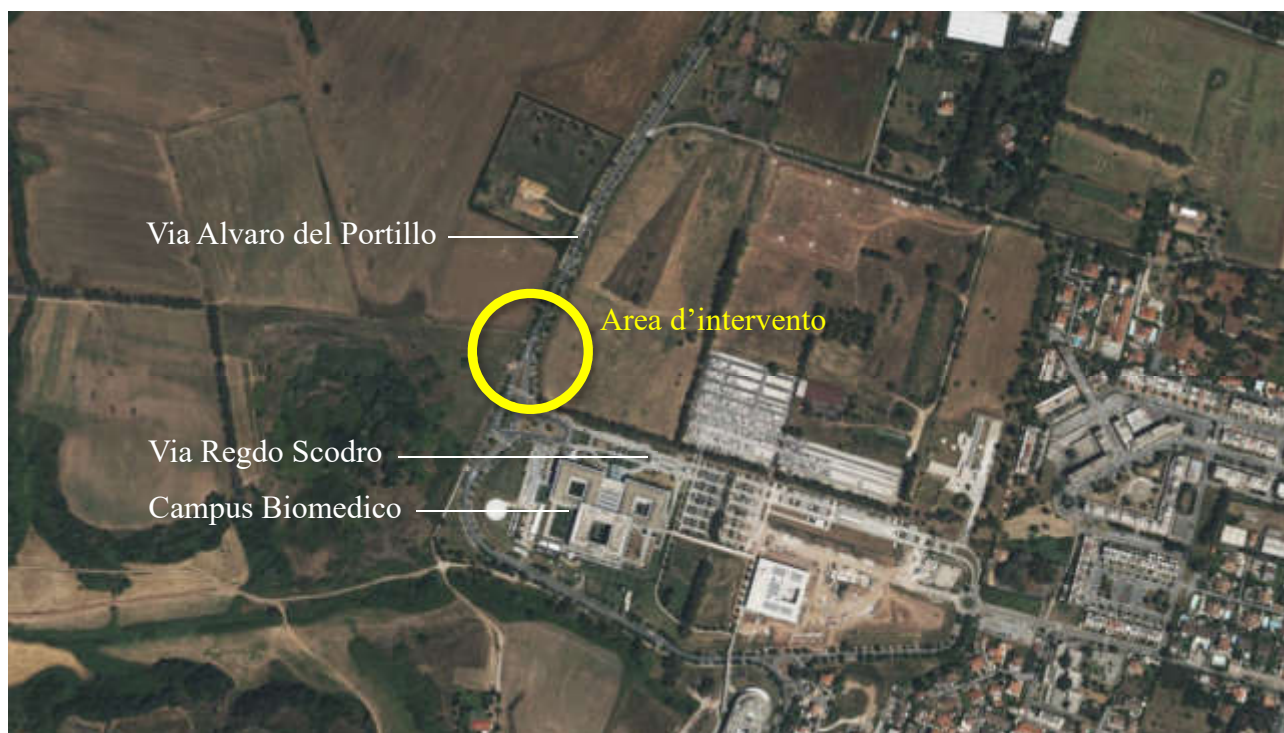 Via Alvaro del Portillo
Area d’intervento
Via Regdo Scodro
Campus Biomedico